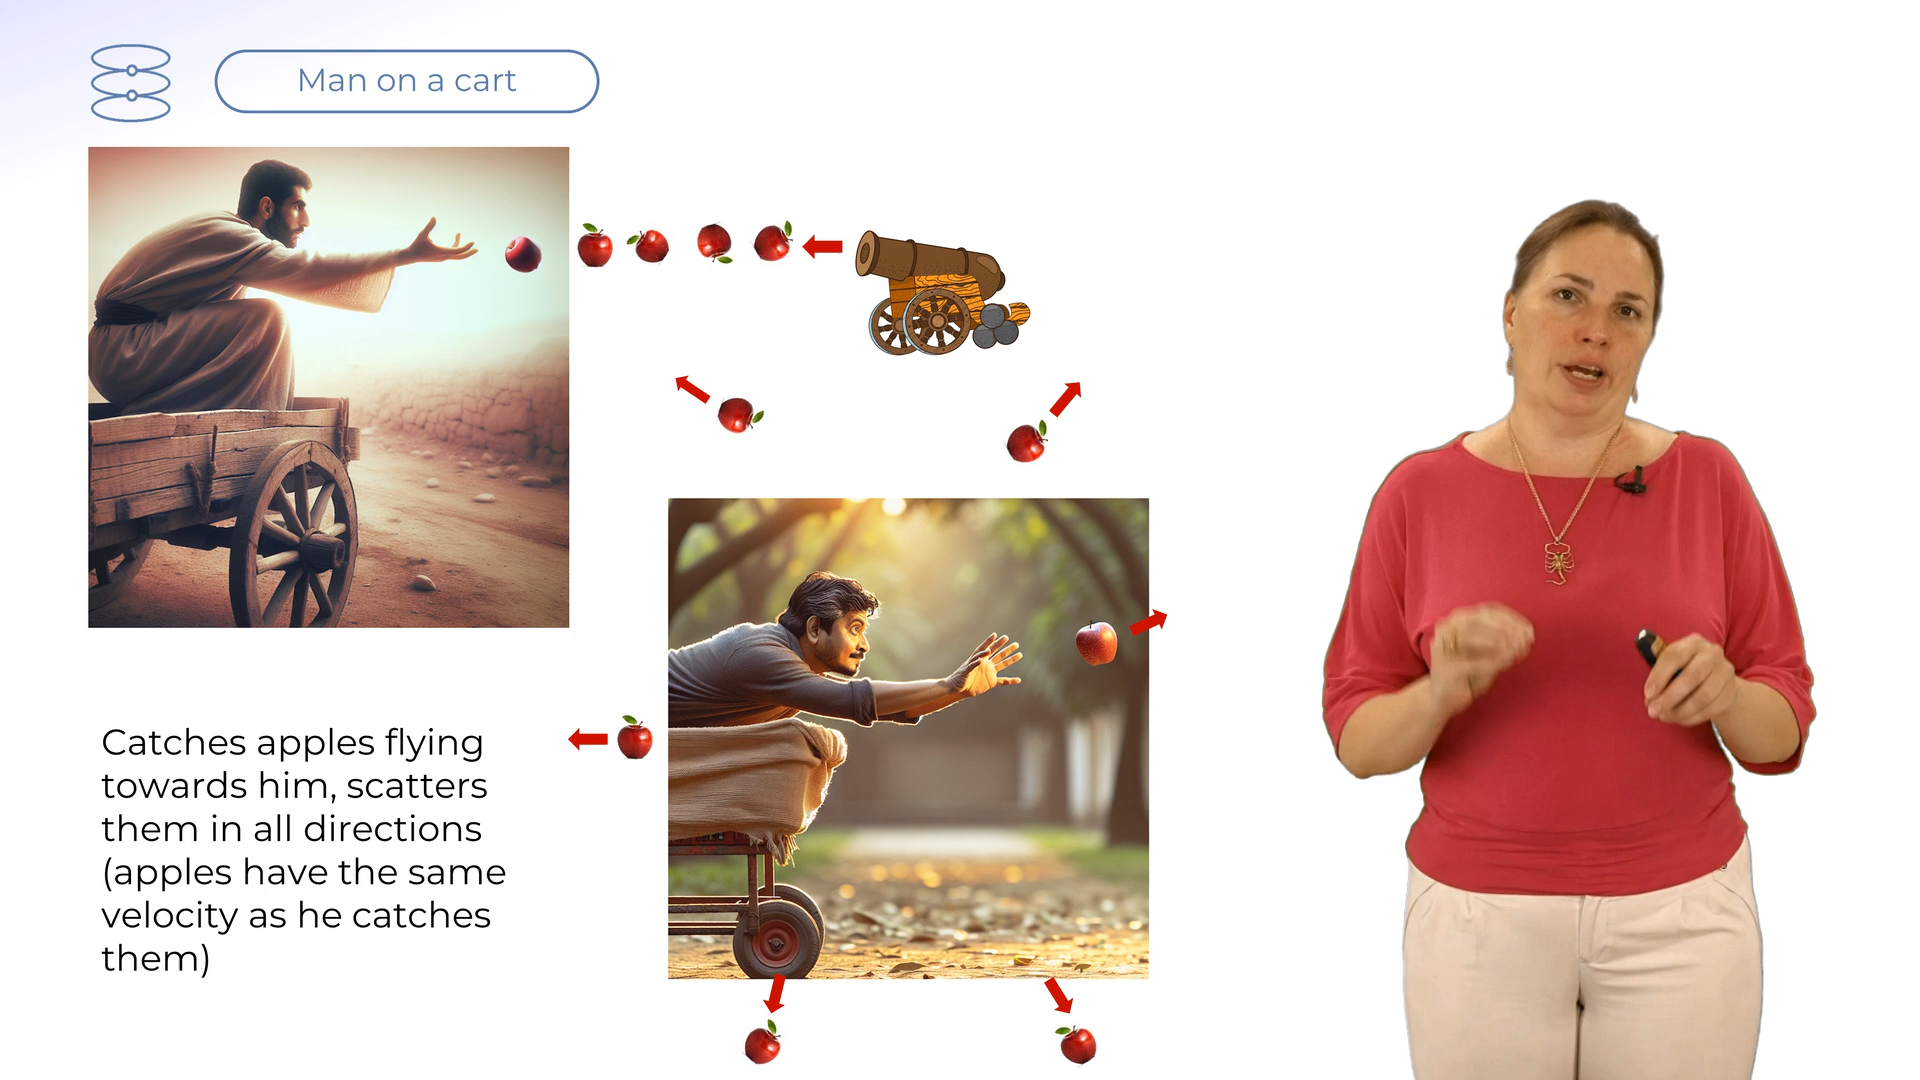 Man on a cart
Catches apples flying
towards him, scatters
them in all directions
(apples have the same
velocity as he catches
them)